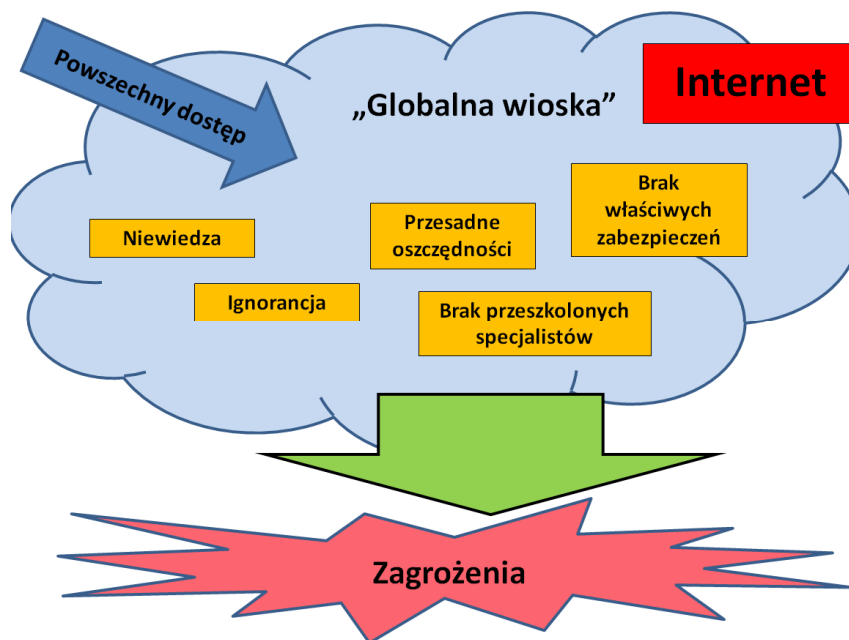 Powszechny dostęp
Internet
„Globalna wioska”
Brak
właściwych
zabezpieczeń
Przesadne
oszczędności
Niewiedza
Ignorancja
Brak przeszkolonych
specjalistów
Zagrożenia